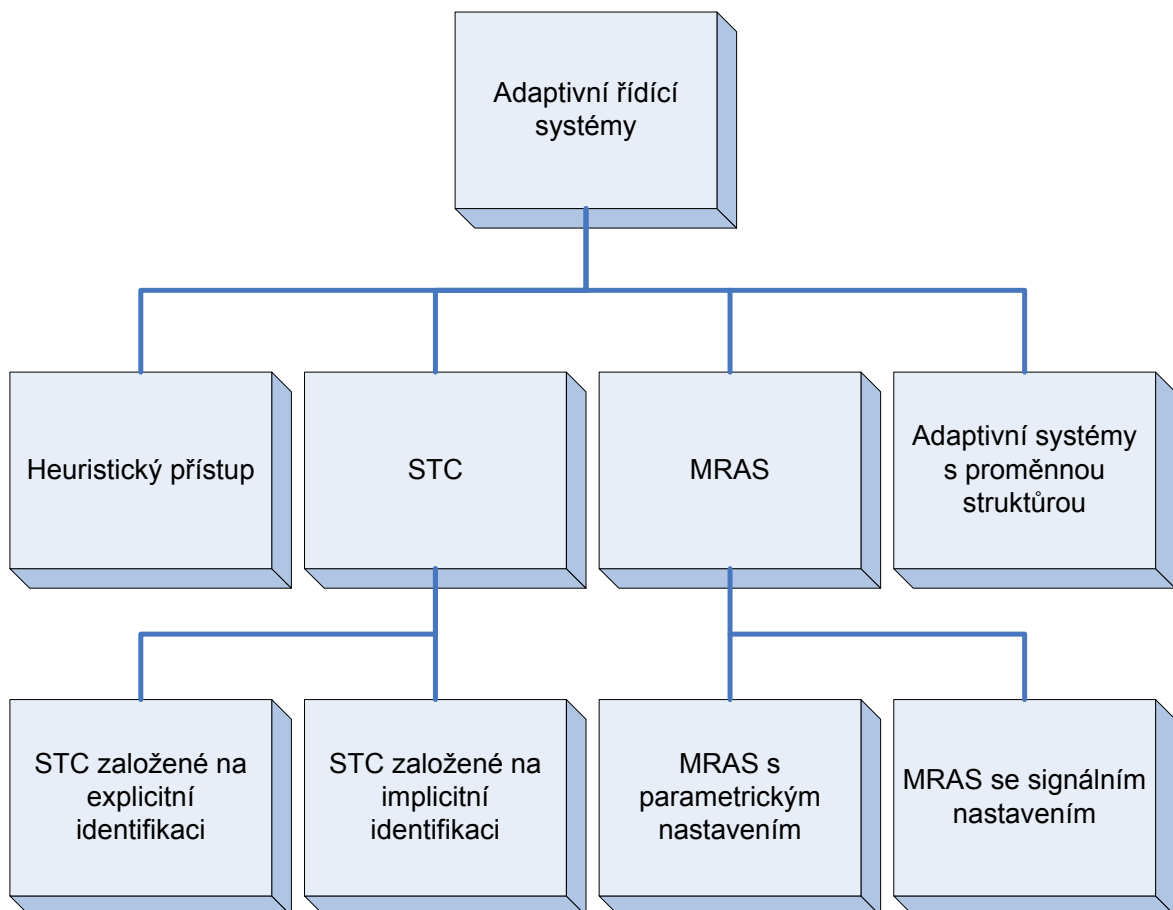 Adaptivní řídící
systémy
Heuristický přístup
STC
MRAS
Adaptivní systémy
s proměnnou
struktůrou
STC založené na
explicitní
identifikaci
STC založené na
implicitní
identifikaci
MRAS s
parametrickým
nastavením
MRAS se signálním
nastavením